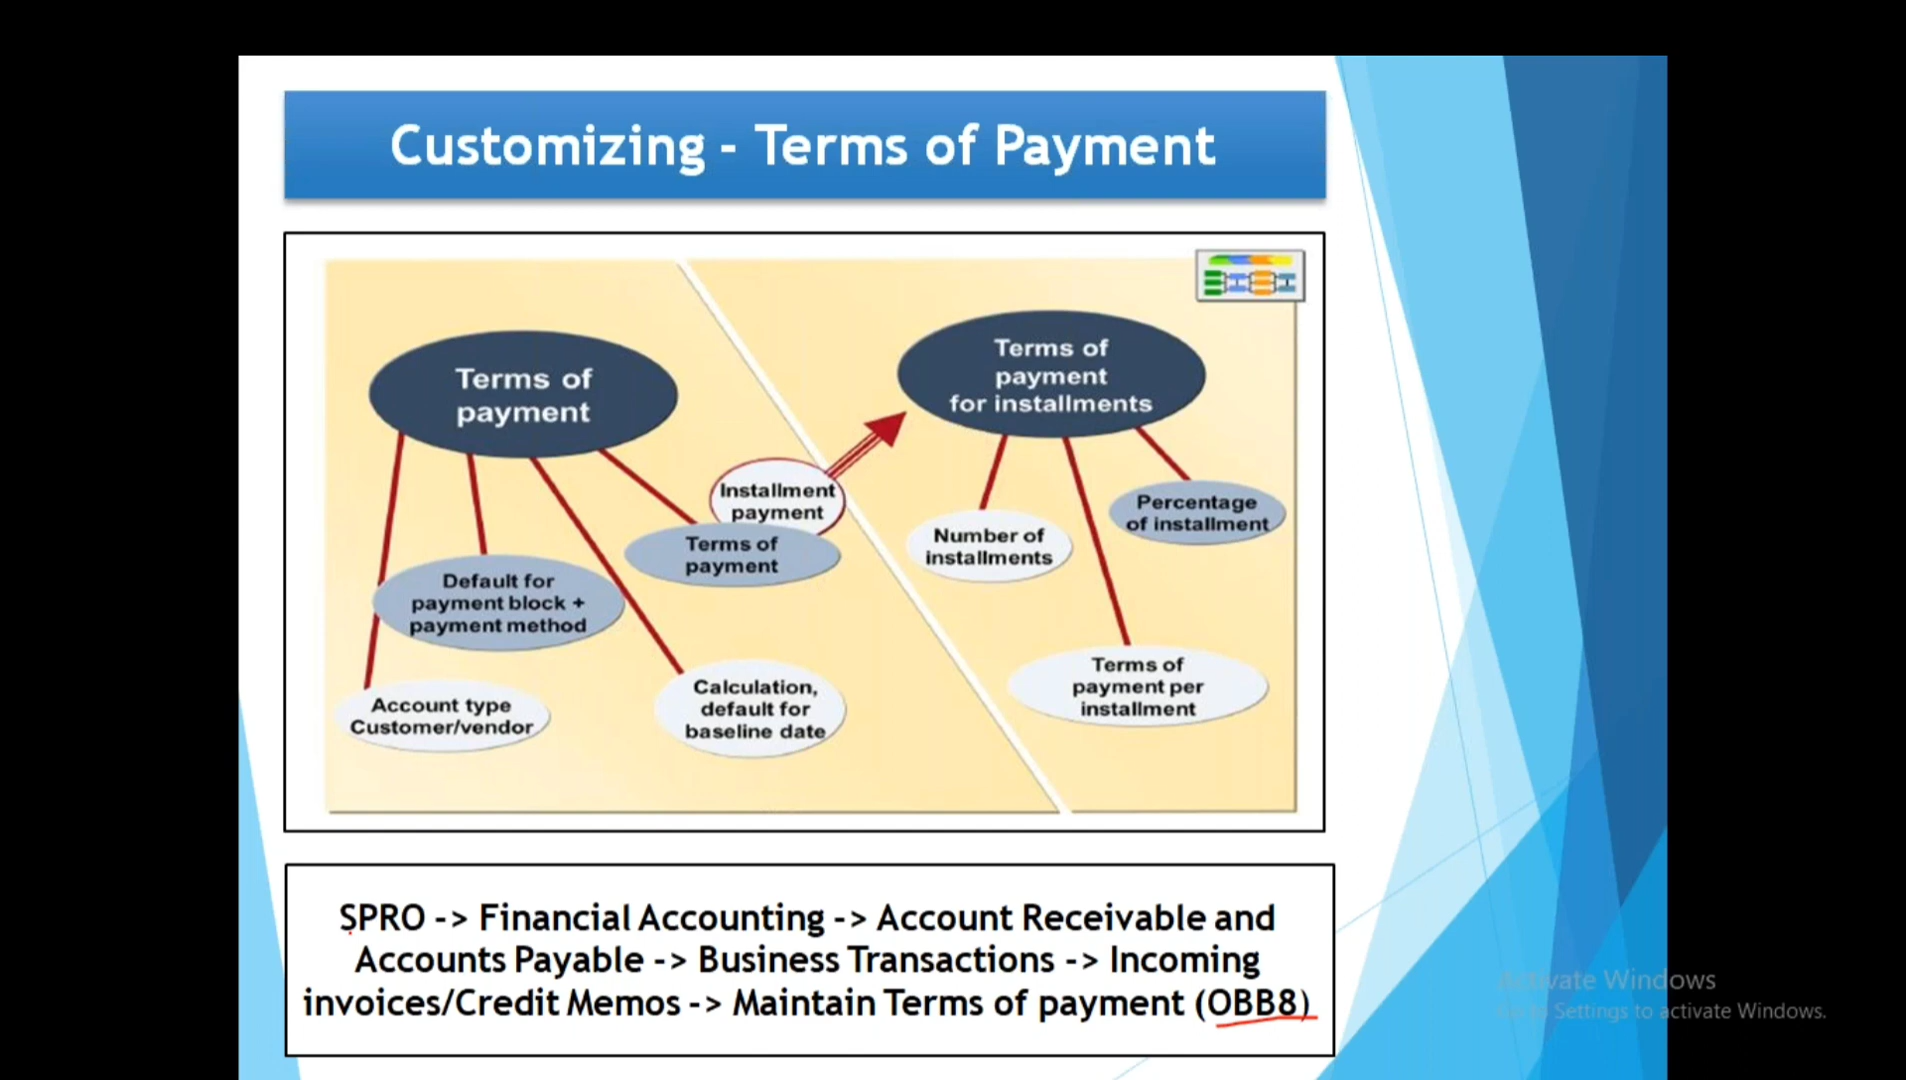 Customizing - Terms of Payment
Terms of
payment
Terms of
payment
for installments
Installment
payment
Terms of
payment
Default for
payment block +
payment method
Account type
Customer/vendor
Calculation,
default for
baseline date
Number of
installments
Percentage
of installment
Terms of
payment per
installment
SPRO -> Financial Accounting -> Account Receivable and
Accounts Payable -> Business Transactions -> Incoming
invoices/Credit Memos -> Maintain Terms of payment (OBB8)
Activate Windows
Go to Settings to activate Windows.